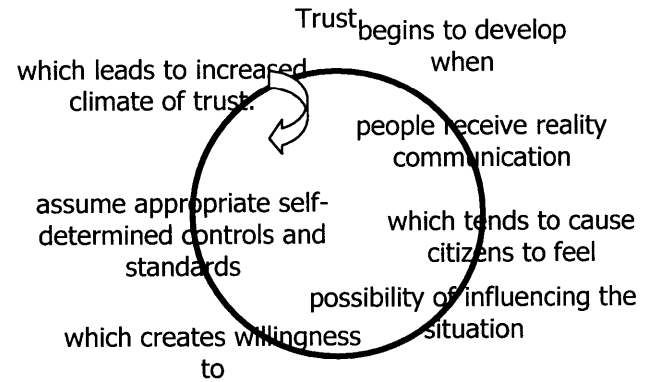 Trust
begins to develop
when
people receive reality
communication
which tends to cause
citizens to feel
possibility of influencing the
situation
which creates willingness
to
assume appropriate self-
determined controls and
standards
which leads to increased
climate of trust.